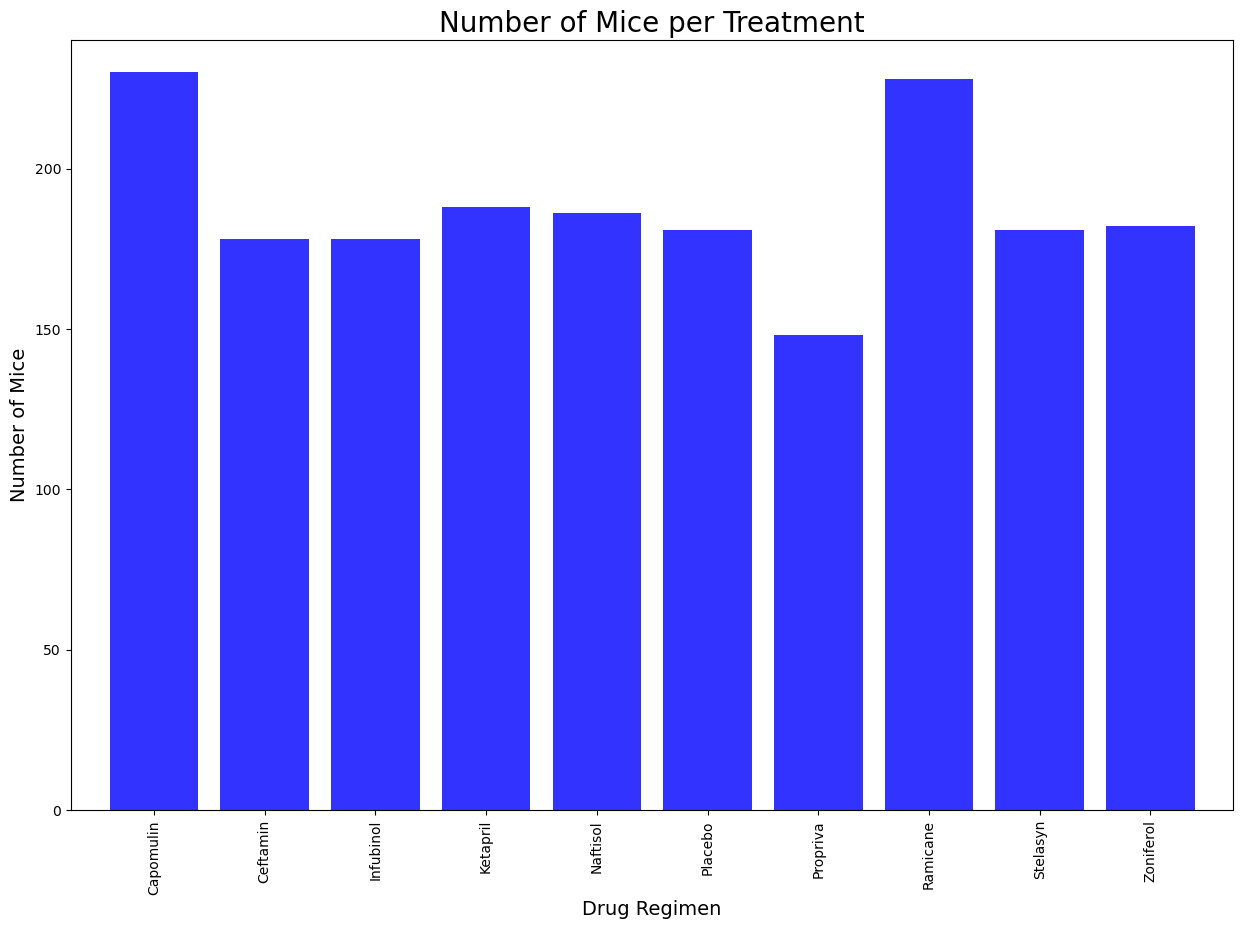 Number of Mice per Treatment
Number of Mice
200
150
100
50
0
Capomulin
Ceftamin
Infubinol
Ketapril
Naftisol
Placebo
Propriva
Ramicane
Stelasyn
Zoniferol
Drug Regimen